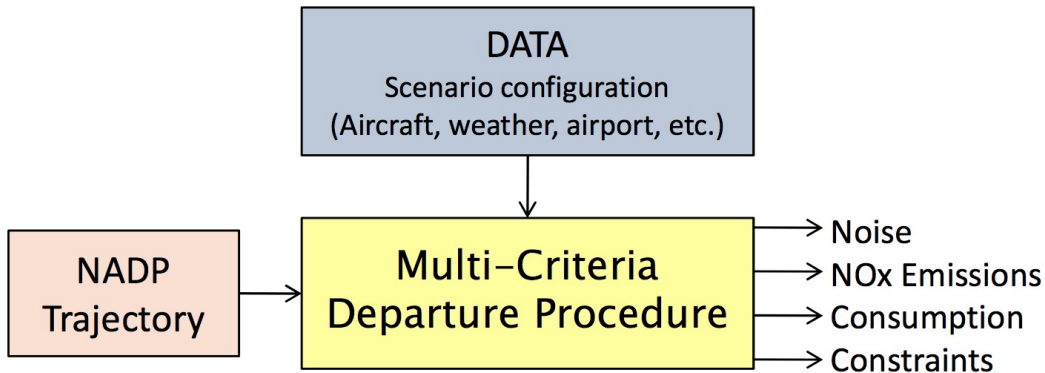 DATA
Scenario configuration
(Aircraft, weather, airport, etc.)
NADP
Trajectory
Multi-Criteria
Departure Procedure
Noise
NOx Emissions
Consumption
Constraints